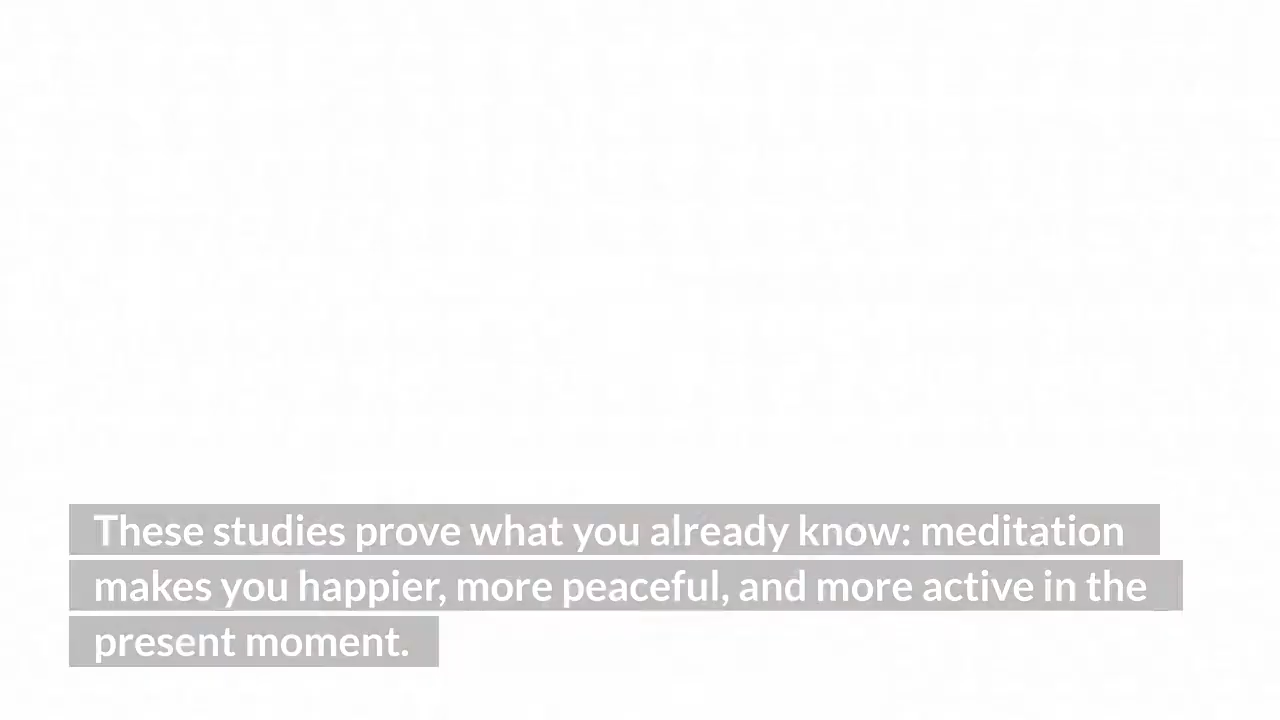 These studies prove what you already know: meditation
makes you happier, more peaceful, and more active in the
present moment.